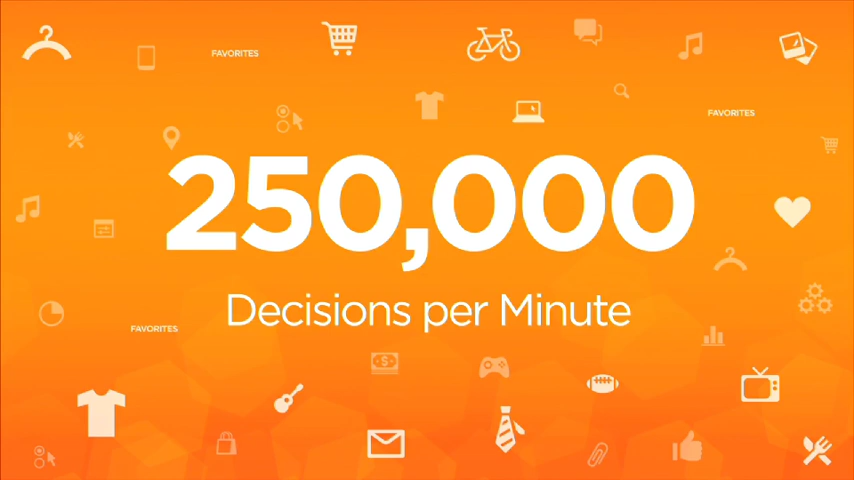 FAVORITES
FAVORITES
250,000
Decisions per Minute
FAVORITES